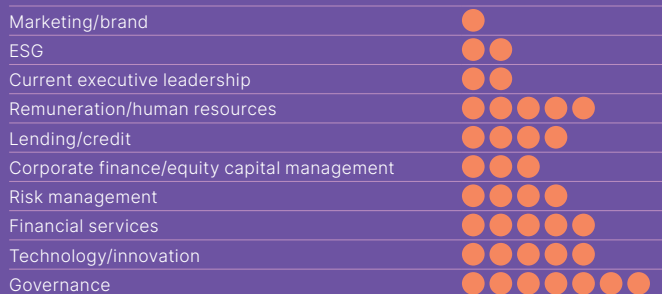 Marketing/brand
ESG
Current executive leadership
Remuneration/human resources
Lending/credit
Corporate finance/equity capital management
Risk management
Financial services
Technology/innovation
Governance